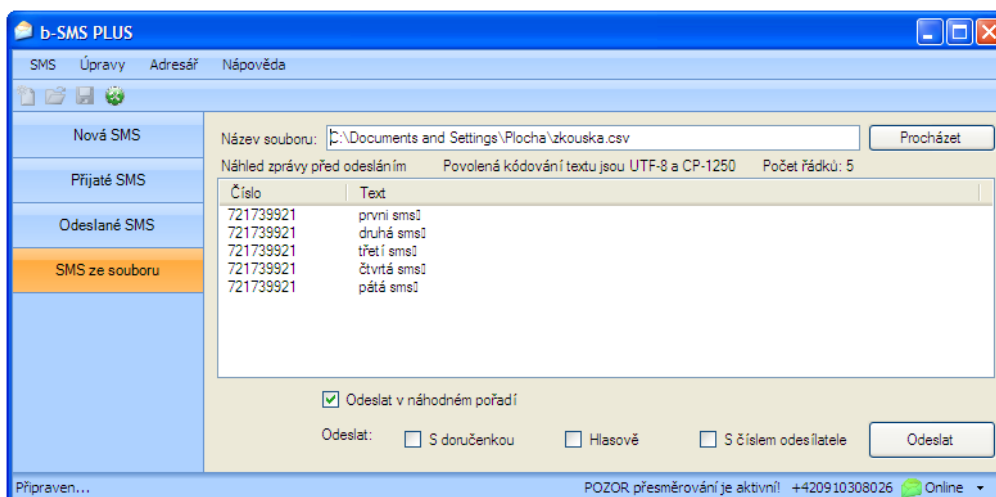 b-SMS PLUS
SMS Úpravy Adresář Nápověda
Nová SMS
Přijaté SMS
Odeslané SMS
SMS ze souboru
Název souboru: C:\Documents and Settings\Plocha\zkouska.csv Procházet
Náhled zprávy před odesláním Povolená kódování textu jsou UTF-8 a CP-1250 Počet řádků: 5
Číslo Text
721739921 prvni sms▯
721739921 druhá sms▯
721739921 třetí sms▯
721739921 čtvrtá sms▯
721739921 pátá sms▯
Odeslat v náhodném pořadí
Odeslat: S doručenkou Hlasově S číslem odesílatele Odeslat
Připraven... POZOR přesměrování je aktivní! +420910308026 Online